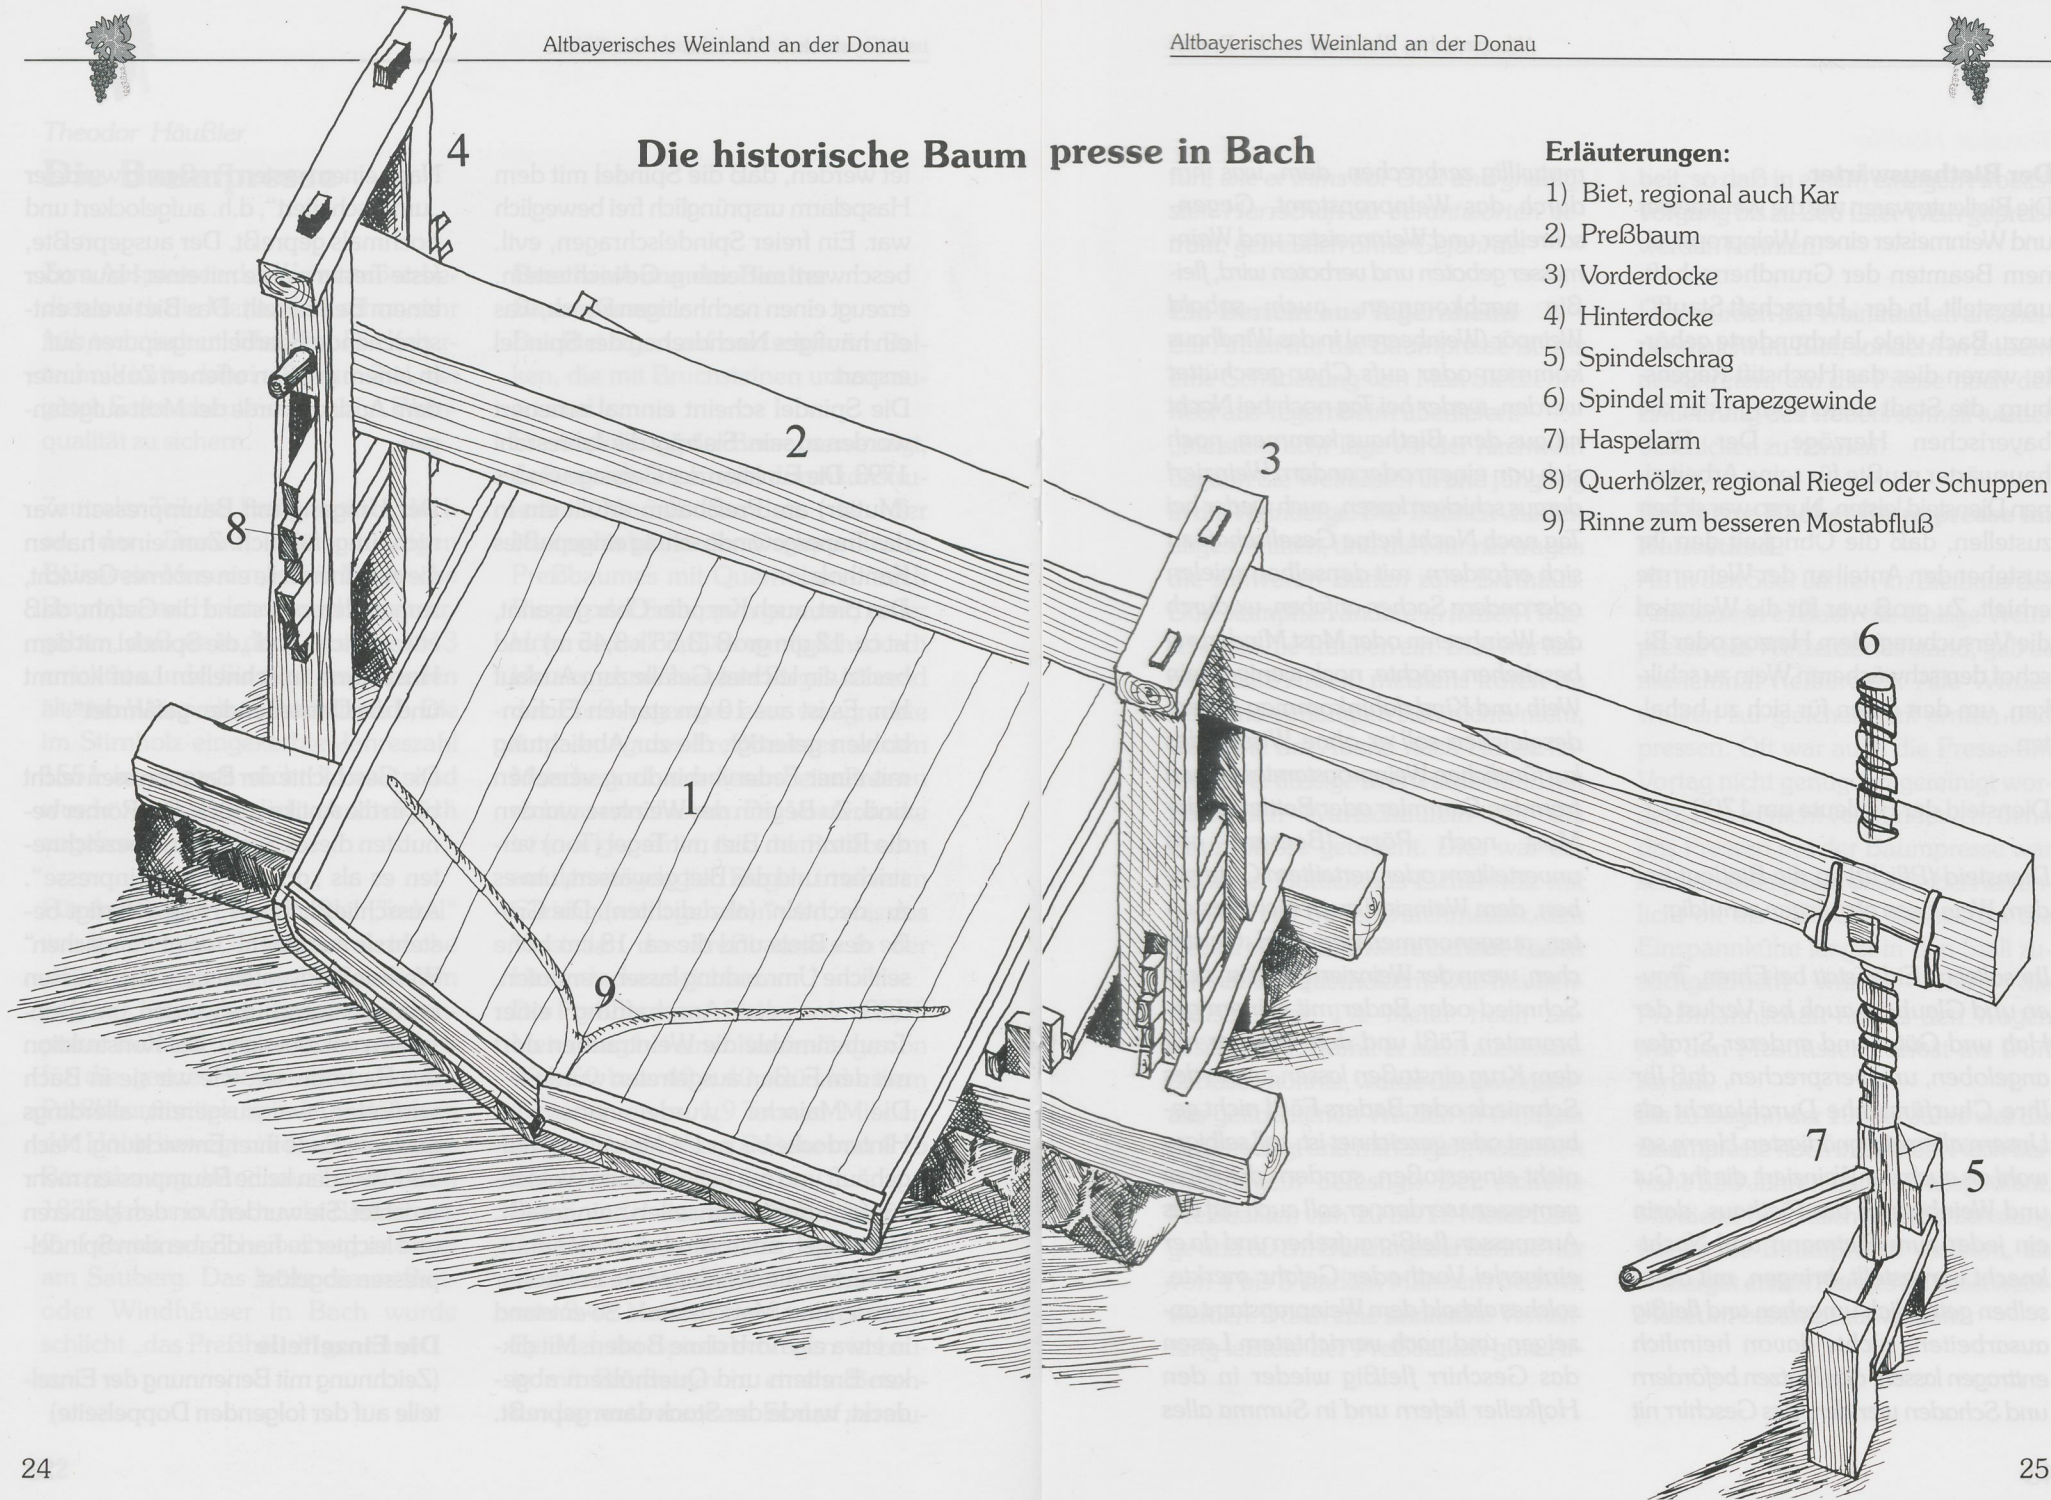 Altbayerisches Weinland an der Donau
Altbayerisches Weinland an der Donau
Die historische Baum presse in Bach
Erläuterungen:
1) Biet, regional auch Kar
2) Preßbaum
3) Vorderdocke
4) Hinterdocke
5) Spindelschrag
6) Spindel mit Trapezgewinde
7) Haspelarm
8) Querhölzer, regional Riegel oder Schuppen
9) Rinne zum besseren Mostabfluß
4
2
3
8
6
1
9
7
5
24
25